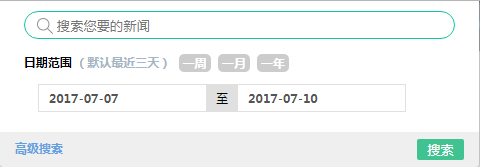 搜索您要的新闻
日期范围 （默认最近三天） 一周 一月 一年
2017-07-07 至 2017-07-10
高级搜索 搜索